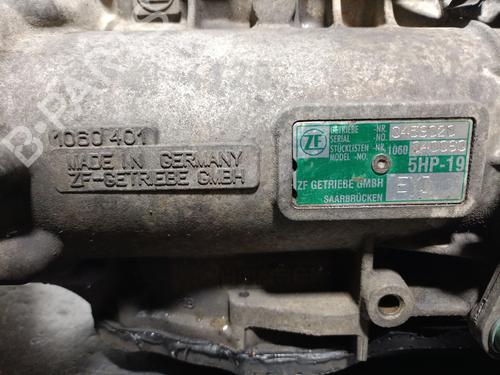 1060 401
MADE IN GERMANY
ZF-GETRIEBE GMBH
ZF
GETRIEBE -NR.
SERIAL -NO.
STÜCKLISTEN -NR.
MODEL -NO.
1060
5HP-19
ZF GETRIEBE GMBH
SAARBRÜCKEN
B-PARTS